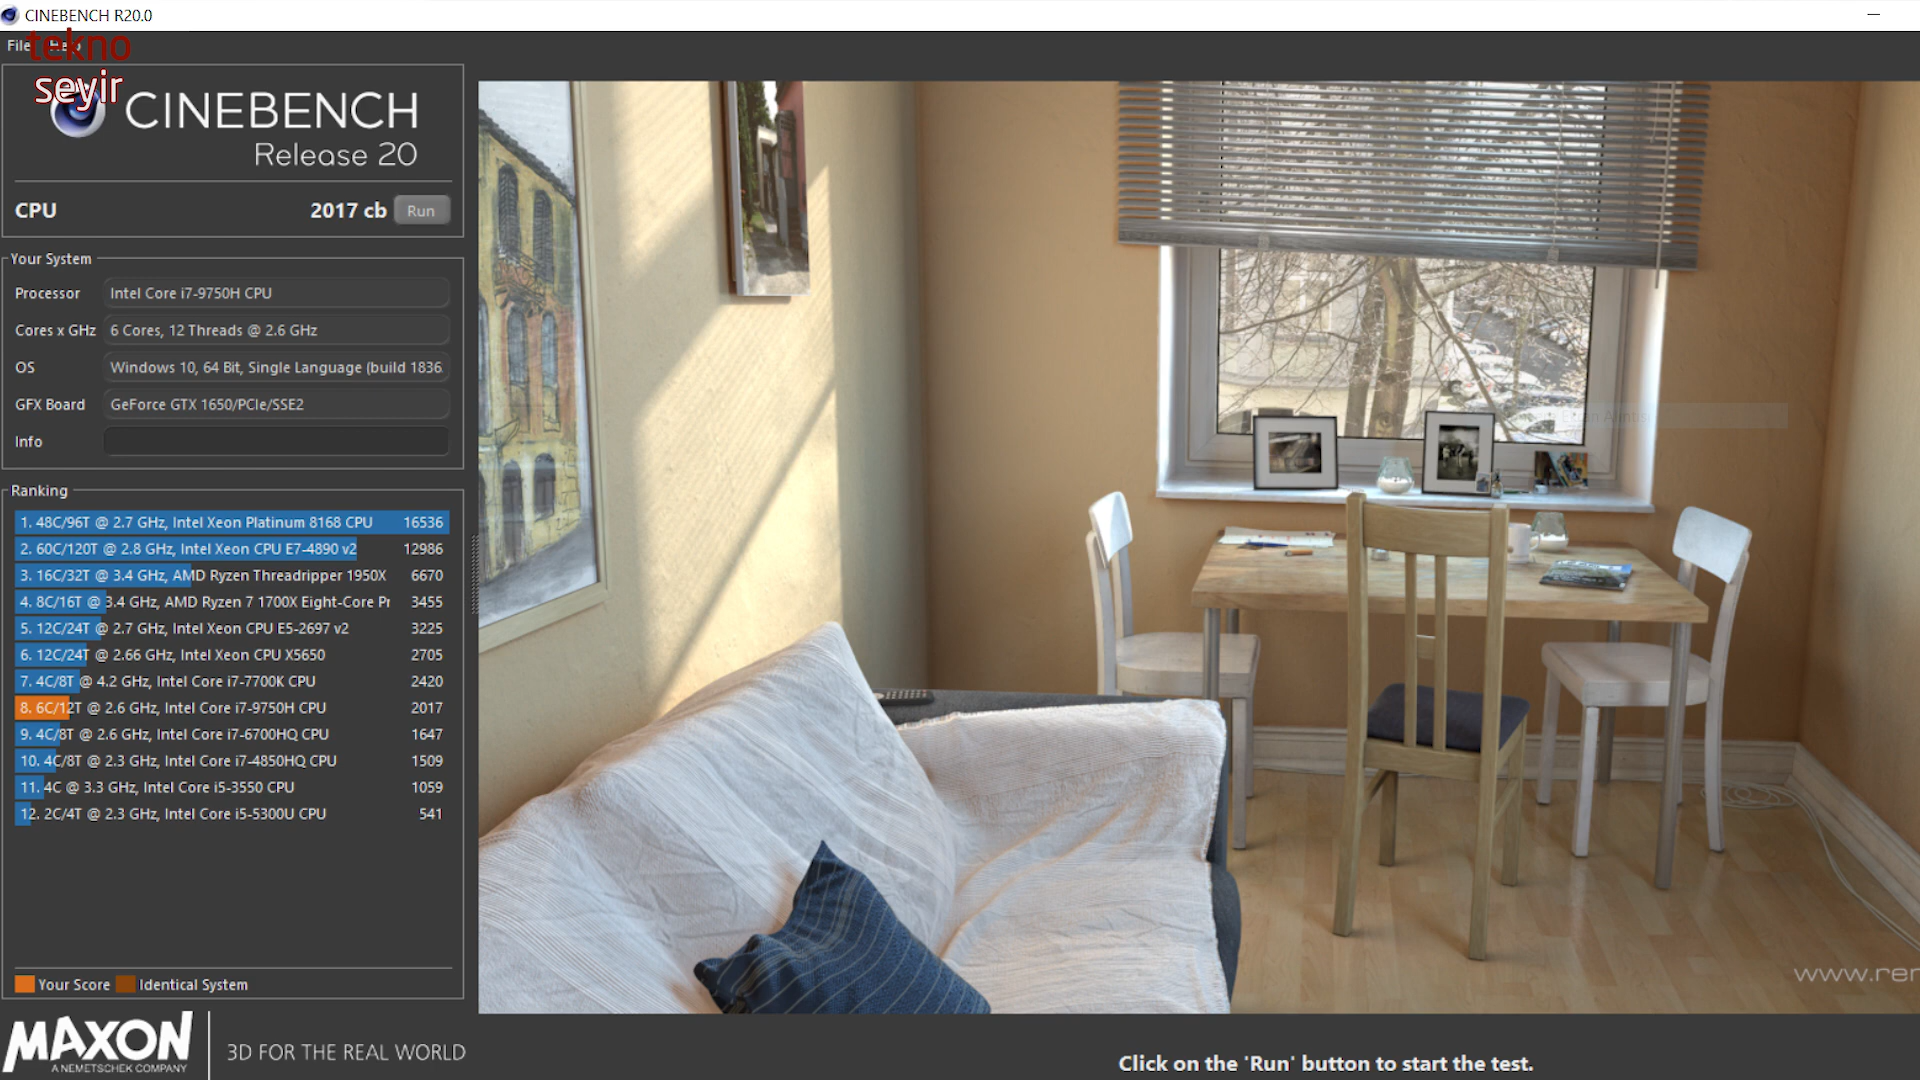 CINEBENCH R20.0
File Help
tekno
seyir
CINEBENCH
Release 20
CPU 2017 cb Run
Your System
Processor Intel Core i7-9750H CPU
Cores x GHz 6 Cores, 12 Threads @ 2.6 GHz
OS Windows 10, 64 Bit, Single Language (build 1836
GFX Board GeForce GTX 1650/PCIe/SSE2
Info
Ranking
1. 48C/96T @ 2.7 GHz, Intel Xeon Platinum 8168 CPU 16536
2. 60C/120T @ 2.8 GHz, Intel Xeon CPU E7-4890 v2 12986
3. 16C/32T @ 3.4 GHz, AMD Ryzen Threadripper 1950X 6670
4. 8C/16T @ 3.4 GHz, AMD Ryzen 7 1700X Eight-Core Pr 3455
5. 12C/24T @ 2.7 GHz, Intel Xeon CPU E5-2697 v2 3225
6. 12C/24T @ 2.66 GHz, Intel Xeon CPU X5650 2705
7. 4C/8T @ 4.2 GHz, Intel Core i7-7700K CPU 2420
8. 6C/12T @ 2.6 GHz, Intel Core i7-9750H CPU 2017
9. 4C/8T @ 2.6 GHz, Intel Core i7-6700HQ CPU 1647
10. 4C/8T @ 2.3 GHz, Intel Core i7-4850HQ CPU 1509
11. 4C @ 3.3 GHz, Intel Core i5-3550 CPU 1059
12. 2C/4T @ 2.3 GHz, Intel Core i5-5300U CPU 541
Your Score Identical System
MAXON
A NEMETSCHEK COMPANY
3D FOR THE REAL WORLD
www.ren
Click on the 'Run' button to start the test.